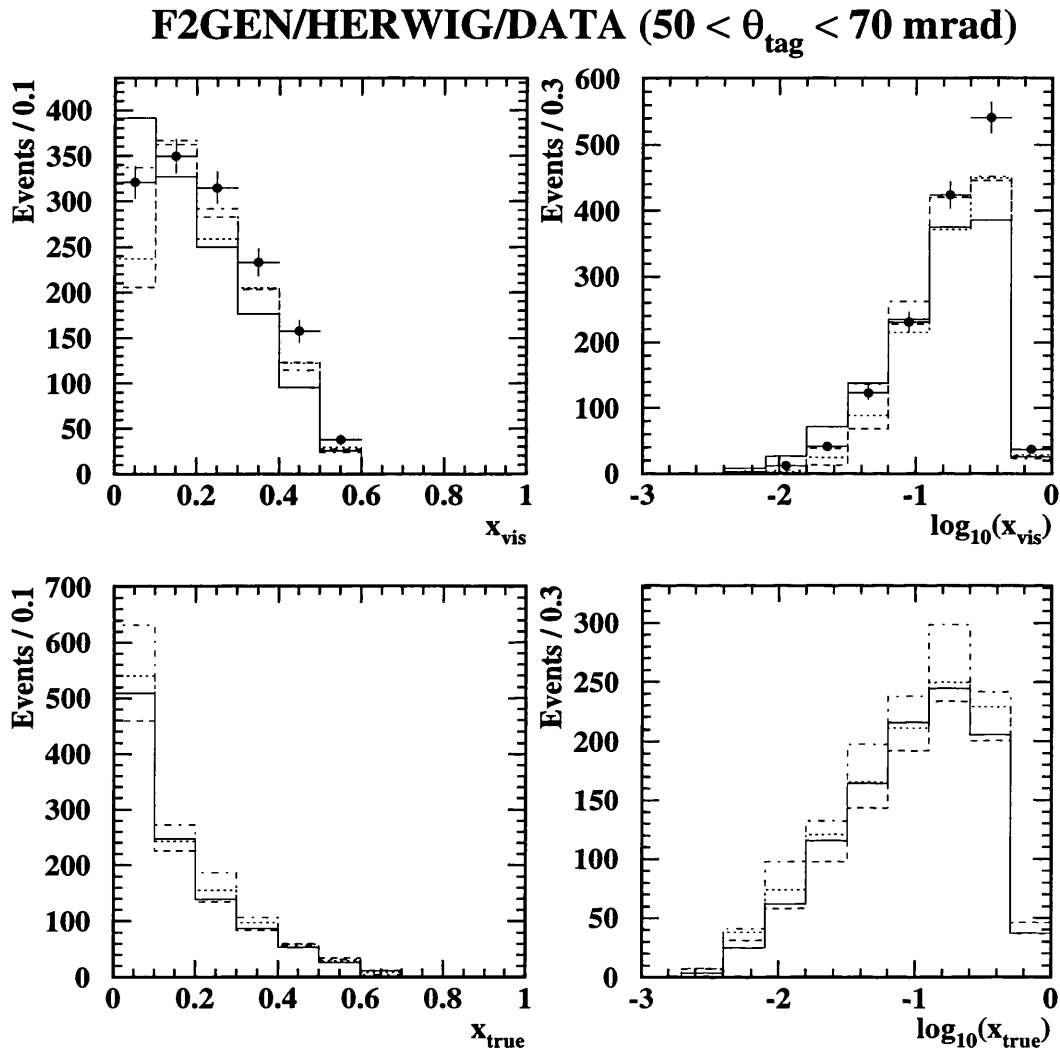 F2GEN/HERWIG/DATA (50 < θtag < 70 mrad)
Events / 0.1
400
350
300
250
200
150
100
50
0
0 0.2 0.4 0.6 0.8 1
xvis
Events / 0.3
600
500
400
300
200
100
0
-3 -2 -1 0
log10(xvis)
Events / 0.1
700
600
500
400
300
200
100
0
0 0.2 0.4 0.6 0.8 1
xtrue
Events / 0.3
300
250
200
150
100
50
0
-3 -2 -1 0
log10(xtrue)